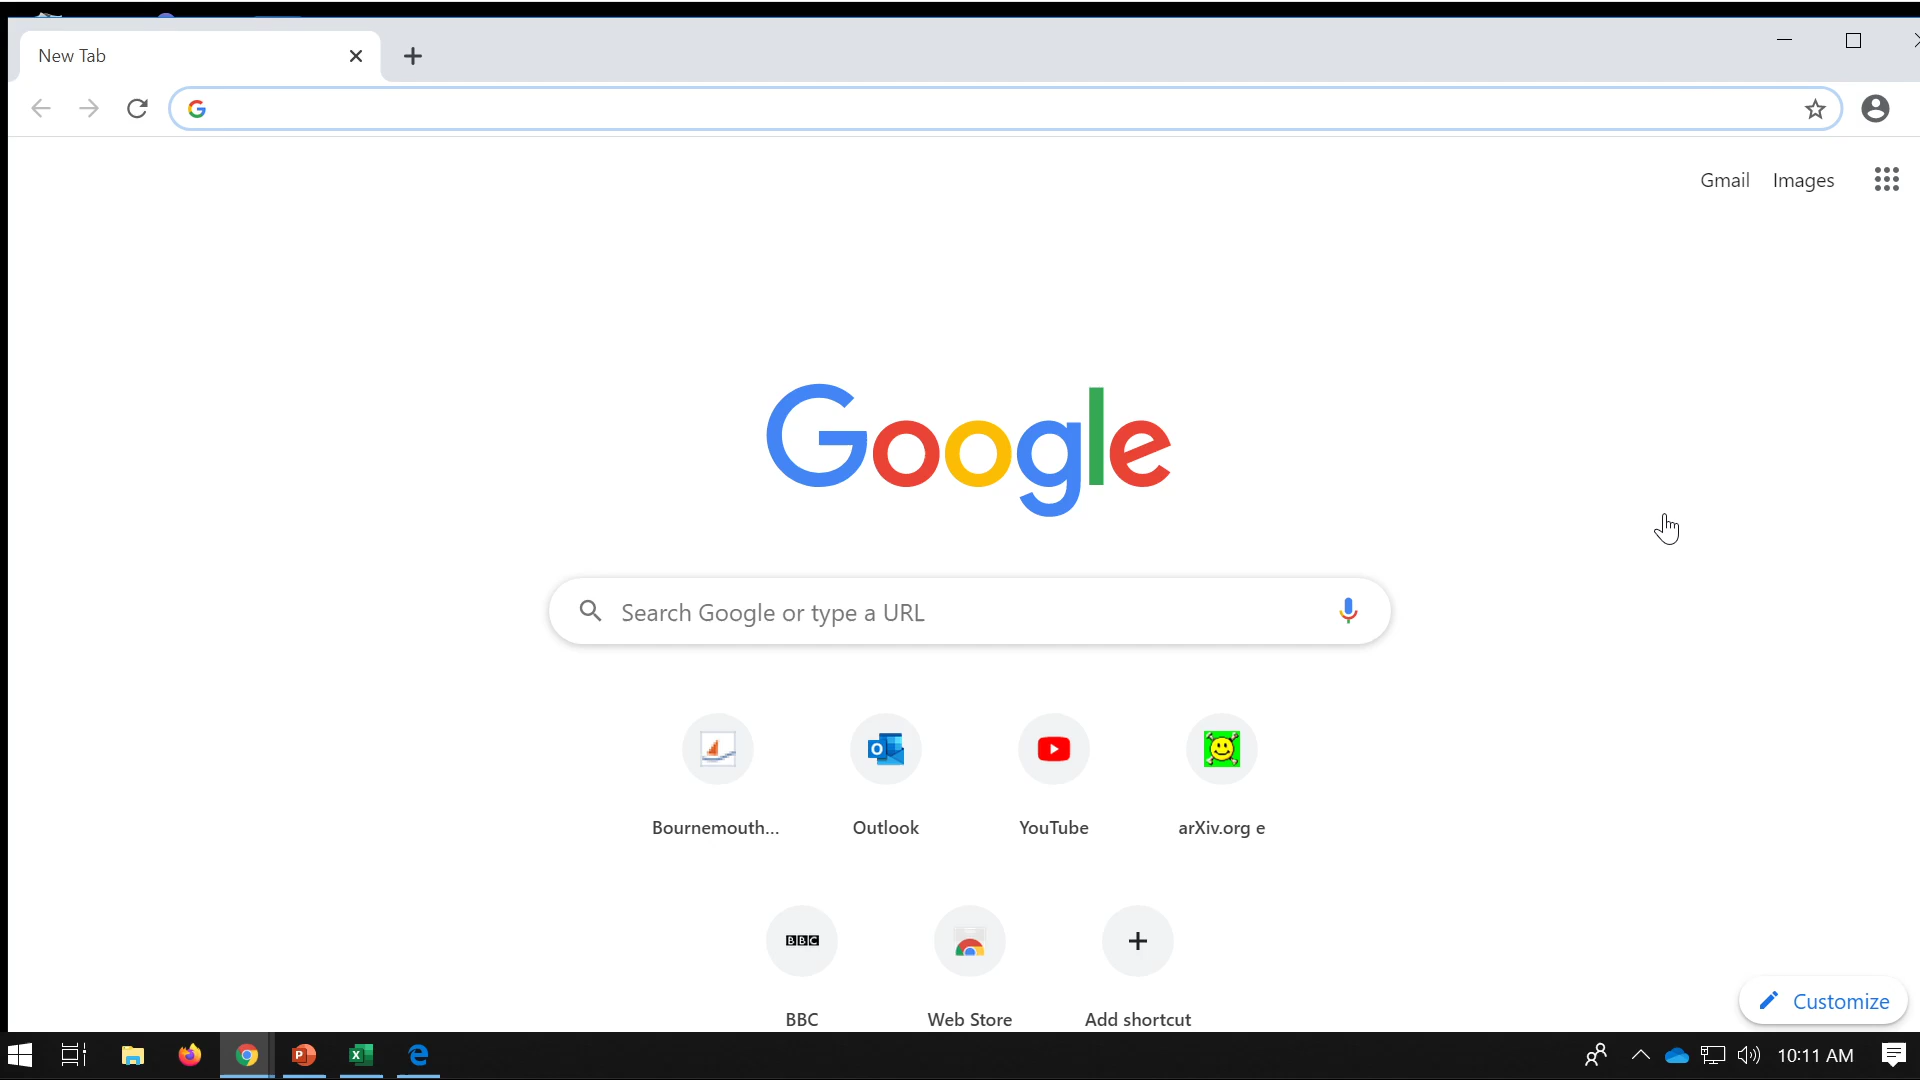 New Tab
Gmail Images
Google
Search Google or type a URL
Bournemouth... Outlook YouTube arXiv.org e
BBC
BBC Web Store Add shortcut
Customize
10:11 AM